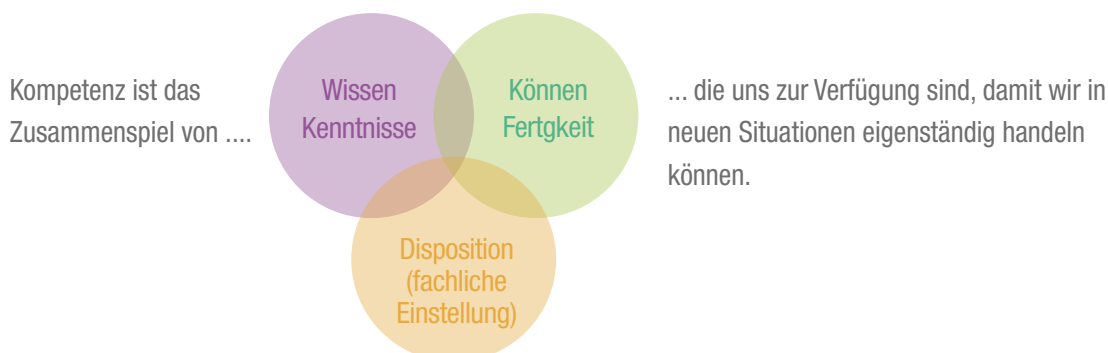 Kompetenz ist das
Zusammenspiel von ....
Wissen
Kenntnisse
Können
Fertgkeit
Disposition
(fachliche
Einstellung)
... die uns zur Verfügung sind, damit wir in
neuen Situationen eigenständig handeln
können.